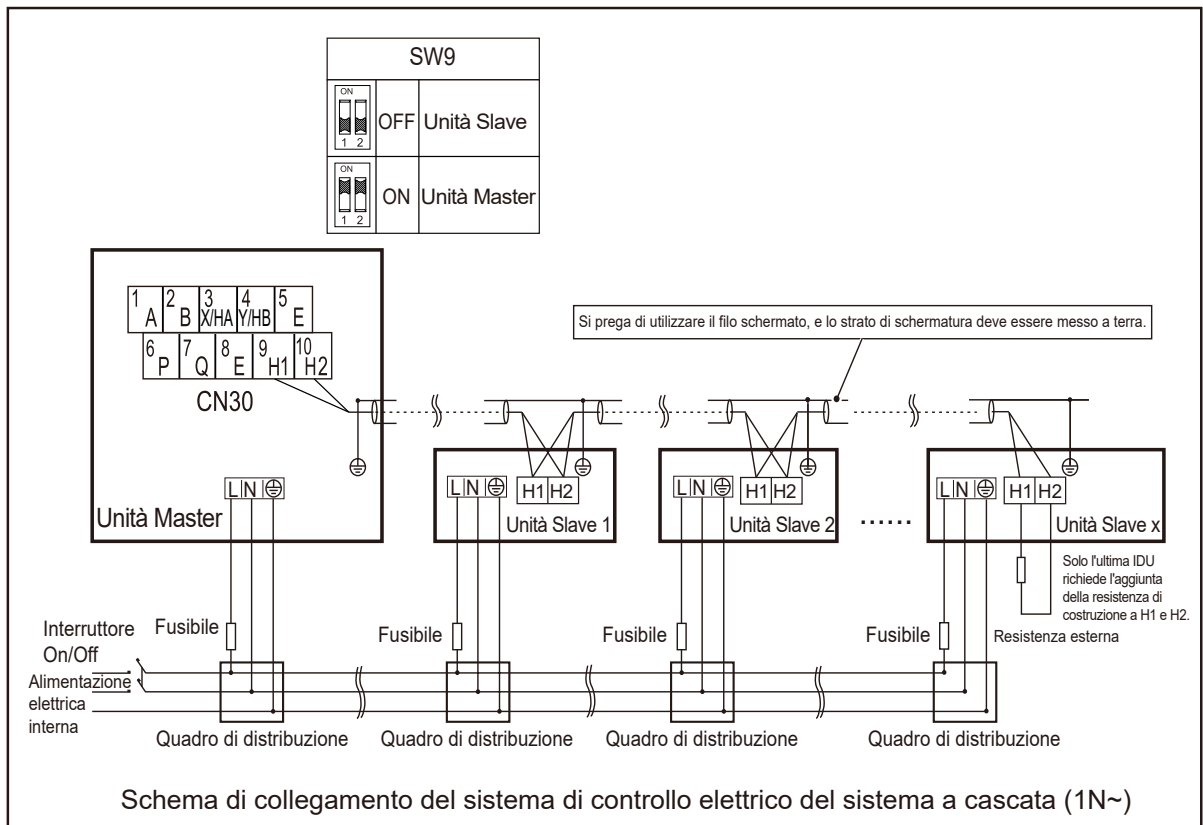 SW9
ON
1 2
OFF
Unità Slave
ON
1 2
ON
Unità Master
1 A
2 B
3 X/HA
4 Y/HB
5 E
6 P
7 Q
8 E
9 H1
10 H2
CN30
Si prega di utilizzare il filo schermato, e lo strato di schermatura deve essere messo a terra.
L N
Unità Master
L N
H1 H2
Unità Slave 1
L N
H1 H2
Unità Slave 2
......
L N
H1 H2
Unità Slave x
Solo l'ultima IDU
richiede l'aggiunta
della resistenza di
costruzione a H1 e H2.
Resistenza esterna
Interruttore
On/Off
Alimentazione
elettrica
interna
Fusibile
Fusibile
Fusibile
Fusibile
Quadro di distribuzione
Quadro di distribuzione
Quadro di distribuzione
Quadro di distribuzione
Schema di collegamento del sistema di controllo elettrico del sistema a cascata (1N~)